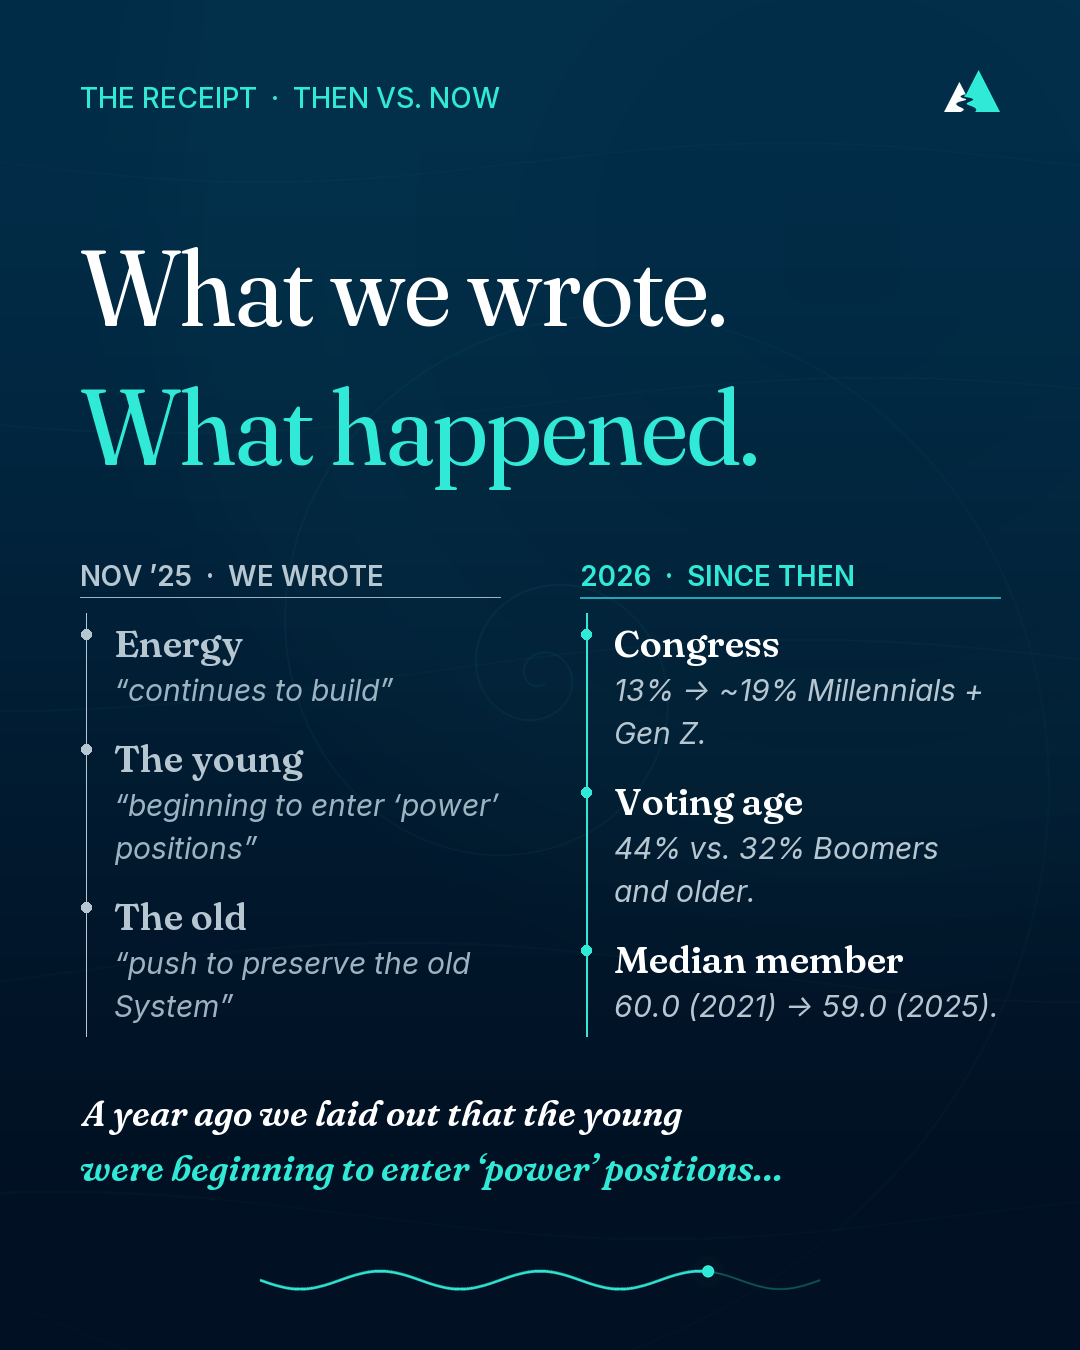 THE RECEIPT · THEN VS. NOW
What we wrote.
What happened.
NOV ’25 · WE WROTE
Energy
“continues to build”
The young
“beginning to enter ‘power’
positions”
The old
“push to preserve the old
System”
2026 · SINCE THEN
Congress
13% → ~19% Millennials +
Gen Z.
Voting age
44% vs. 32% Boomers
and older.
Median member
60.0 (2021) → 59.0 (2025).
A year ago we laid out that the young
were beginning to enter ‘power’ positions...